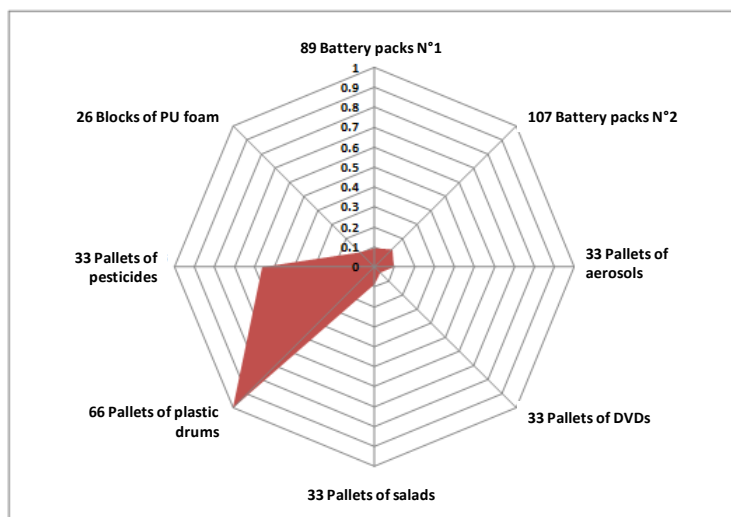 89 Battery packs N°1
1
0.9
0.8
0.7
0.6
0.5
0.4
0.3
0.2
0.1
0
107 Battery packs N°2
33 Pallets of
aerosols
33 Pallets of DVDs
33 Pallets of salads
66 Pallets of plastic
drums
33 Pallets of
pesticides
26 Blocks of PU foam